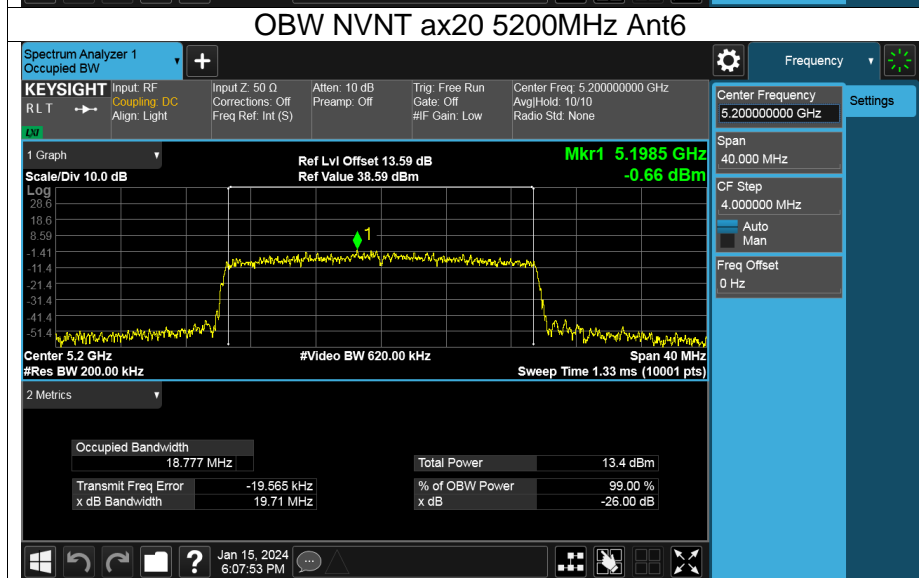 OBW NVNT ax20 5200MHz Ant6
Spectrum Analyzer 1
Occupied BW
Frequency
KEYSIGHT Input: RF Input Z: 50 Ω Atten: 10 dB Trig: Free Run Center Freq: 5.200000000 GHz
R L T Coupling: DC Corrections: Off Preamp: Off Gate: Off Avg|Hold: 10/10
Align: Light Freq Ref: Int (S) #IF Gain: Low Radio Std: None
LXI
Center Frequency
5.200000000 GHz
Settings
Span
40.000 MHz
CF Step
4.000000 MHz
Auto
Man
Freq Offset
0 Hz
1 Graph Ref Lvl Offset 13.59 dB Mkr1 5.1985 GHz
Scale/Div 10.0 dB Ref Value 38.59 dBm -0.66 dBm
Log
28.6
18.6
8.59
-1.41
-11.4
-21.4
-31.4
-41.4
-51.4
1
Center 5.2 GHz #Video BW 620.00 kHz Span 40 MHz
#Res BW 200.00 kHz Sweep Time 1.33 ms (10001 pts)
2 Metrics
Occupied Bandwidth
18.777 MHz Total Power 13.4 dBm
Transmit Freq Error -19.565 kHz % of OBW Power 99.00 %
x dB Bandwidth 19.71 MHz x dB -26.00 dB
? Jan 15, 2024
6:07:53 PM